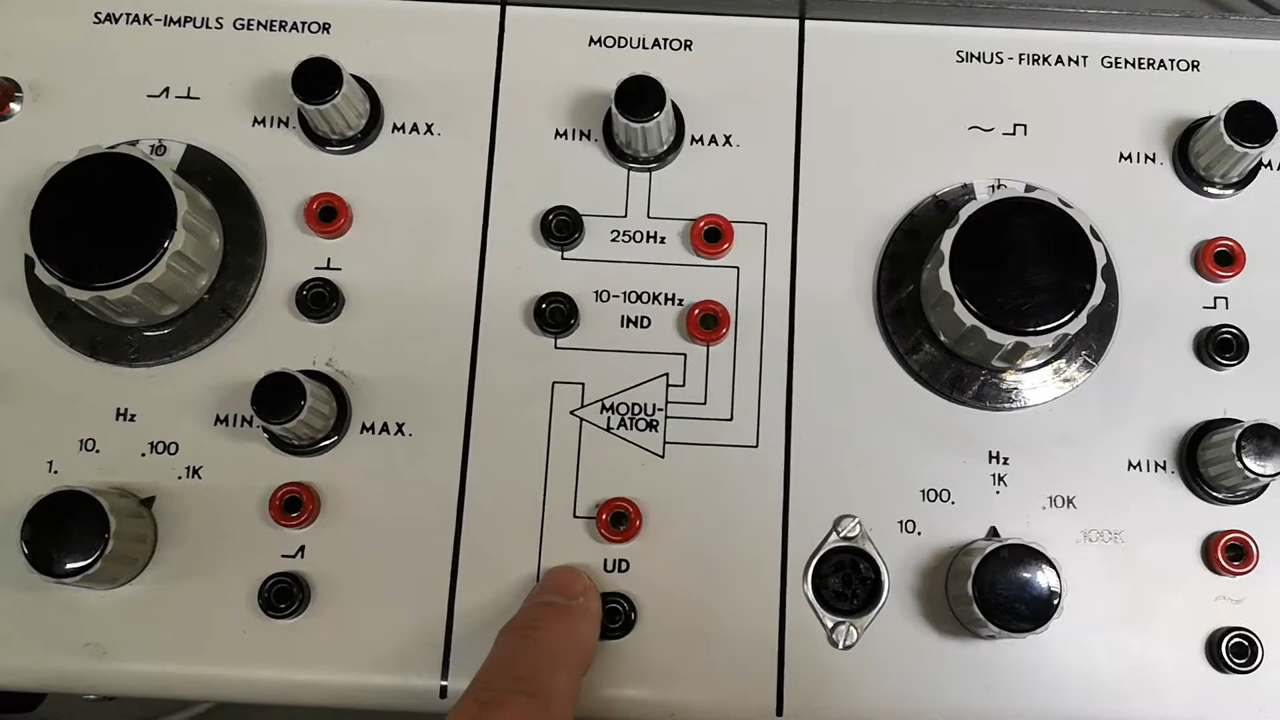 SAVTAK-IMPULS GENERATOR
10
MIN. MAX.
MIN. MAX.
Hz
1. 10. .100 .1K
MODULATOR
MIN. MAX.
250Hz
10-100KHz
IND
MODU-
LATOR
UD
SINUS-FIRKANT GENERATOR
10
MIN.
MIN.
Hz
10. 100. 1K .10K .100K